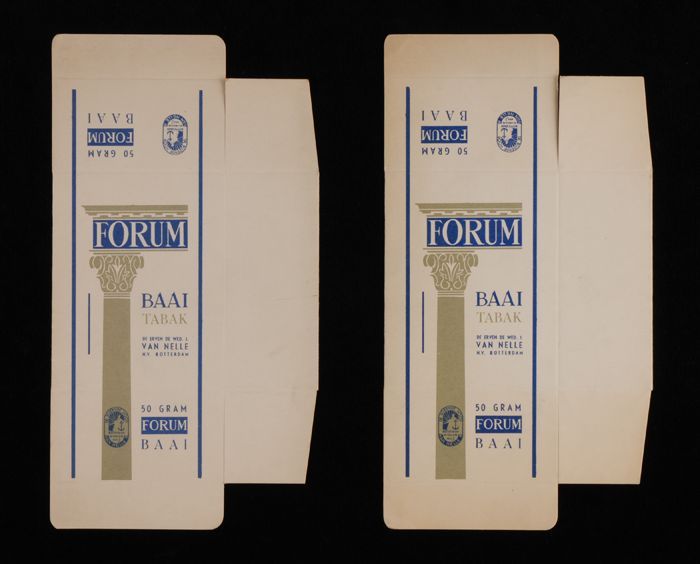 BAAI
FORUM
50 GRAM
FORUM
BAAI
TABAK
DE ERVEN DE WED. J.
VAN NELLE
N.V. ROTTERDAM
50 GRAM
FORUM
BAAI
BAAI
FORUM
50 GRAM
FORUM
BAAI
TABAK
DE ERVEN DE WED. J.
VAN NELLE
N.V. ROTTERDAM
50 GRAM
FORUM
BAAI